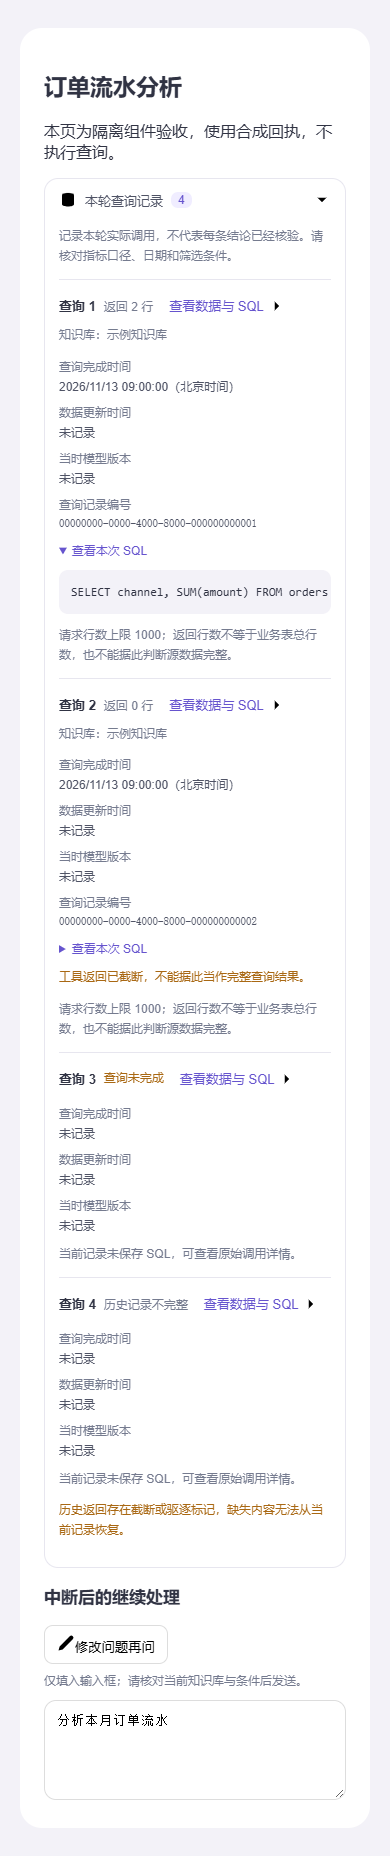 订单流水分析
本页为隔离组件验收，使用合成回执，不
执行查询。
本轮查询记录 4
记录本轮实际调用，不代表每条结论已经核验。请
核对指标口径、日期和筛选条件。
查询 1 返回 2 行 查看数据与 SQL
知识库：示例知识库
查询完成时间
2026/11/13 09:00:00（北京时间）
数据更新时间
未记录
当时模型版本
未记录
查询记录编号
00000000-0000-4000-8000-000000000001
查看本次 SQL
SELECT channel, SUM(amount) FROM orders
请求行数上限 1000；返回行数不等于业务表总行
数，也不能据此判断源数据完整。
查询 2 返回 0 行 查看数据与 SQL
知识库：示例知识库
查询完成时间
2026/11/13 09:00:00（北京时间）
数据更新时间
未记录
当时模型版本
未记录
查询记录编号
00000000-0000-4000-8000-000000000002
查看本次 SQL
工具返回已截断，不能据此当作完整查询结果。
请求行数上限 1000；返回行数不等于业务表总行
数，也不能据此判断源数据完整。
查询 3 查询未完成 查看数据与 SQL
查询完成时间
未记录
数据更新时间
未记录
当时模型版本
未记录
当前记录未保存 SQL，可查看原始调用详情。
查询 4 历史记录不完整 查看数据与 SQL
查询完成时间
未记录
数据更新时间
未记录
当时模型版本
未记录
当前记录未保存 SQL，可查看原始调用详情。
历史返回存在截断或驱逐标记，缺失内容无法从当
前记录恢复。
中断后的继续处理
修改问题再问
仅填入输入框；请核对当前知识库与条件后发送。
分析本月订单流水